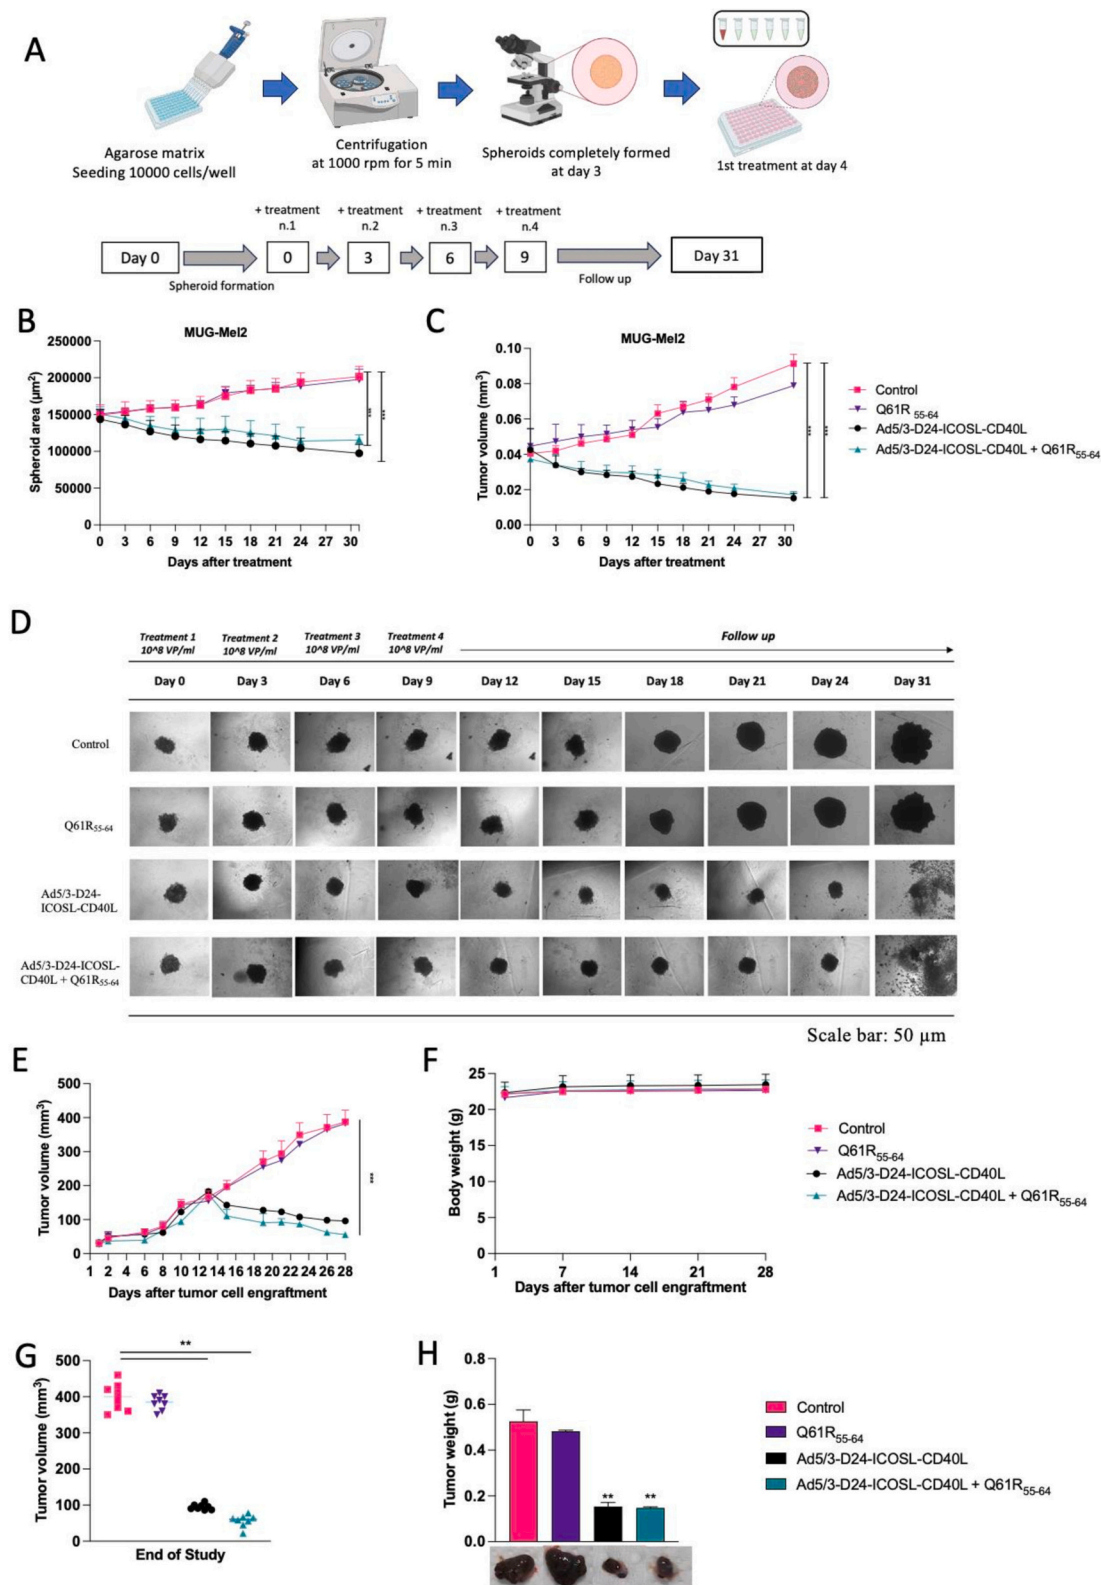 A
Agarose matrix
Seeding 10000 cells/well
Centrifugation
at 1000 rpm for 5 min
Spheroids completely formed
at day 3
1st treatment at day 4
+ treatment + treatment + treatment + treatment
n.1 n.2 n.3 n.4
Day 0 0 3 6 9 Day 31
Spheroid formation Follow up
B
MUG-Mel2
Spheroid area (µm²)
250000
200000
150000
100000
50000
0
0 3 6 9 12 15 18 21 24 27 30
Days after treatment
***
***
C
MUG-Mel2
Tumor volume (mm³)
0.10
0.08
0.06
0.04
0.02
0.00
0 3 6 9 12 15 18 21 24 27 30
Days after treatment
***
***
Control
Q61R₅₅₋₆₄
Ad5/3-D24-ICOSL-CD40L
Ad5/3-D24-ICOSL-CD40L + Q61R₅₅₋₆₄
D
Treatment 1 Treatment 2 Treatment 3 Treatment 4 Follow up
10^8 VP/ml 10^8 VP/ml 10^8 VP/ml 10^8 VP/ml
Day 0 Day 3 Day 6 Day 9 Day 12 Day 15 Day 18 Day 21 Day 24 Day 31
Control
Q61R₅₅₋₆₄
Ad5/3-D24-
ICOSL-CD40L
Ad5/3-D24-ICOSL-
CD40L + Q61R₅₅₋₆₄
Scale bar: 50 µm
E
Tumor volume (mm³)
500
400
300
200
100
0
1 2 4 6 8 10 12 14 16 18 20 22 24 26 28
Days after tumor cell engraftment
***
F
Body weight (g)
25
20
15
10
5
0
1 7 14 21 28
Days after tumor cell engraftment
Control
Q61R₅₅₋₆₄
Ad5/3-D24-ICOSL-CD40L
Ad5/3-D24-ICOSL-CD40L + Q61R₅₅₋₆₄
G
Tumor volume (mm³)
500
400
300
200
100
0
**
End of Study
H
Tumor weight (g)
0.8
0.6
0.4
0.2
0.0
** **
Control
Q61R₅₅₋₆₄
Ad5/3-D24-ICOSL-CD40L
Ad5/3-D24-ICOSL-CD40L + Q61R₅₅₋₆₄